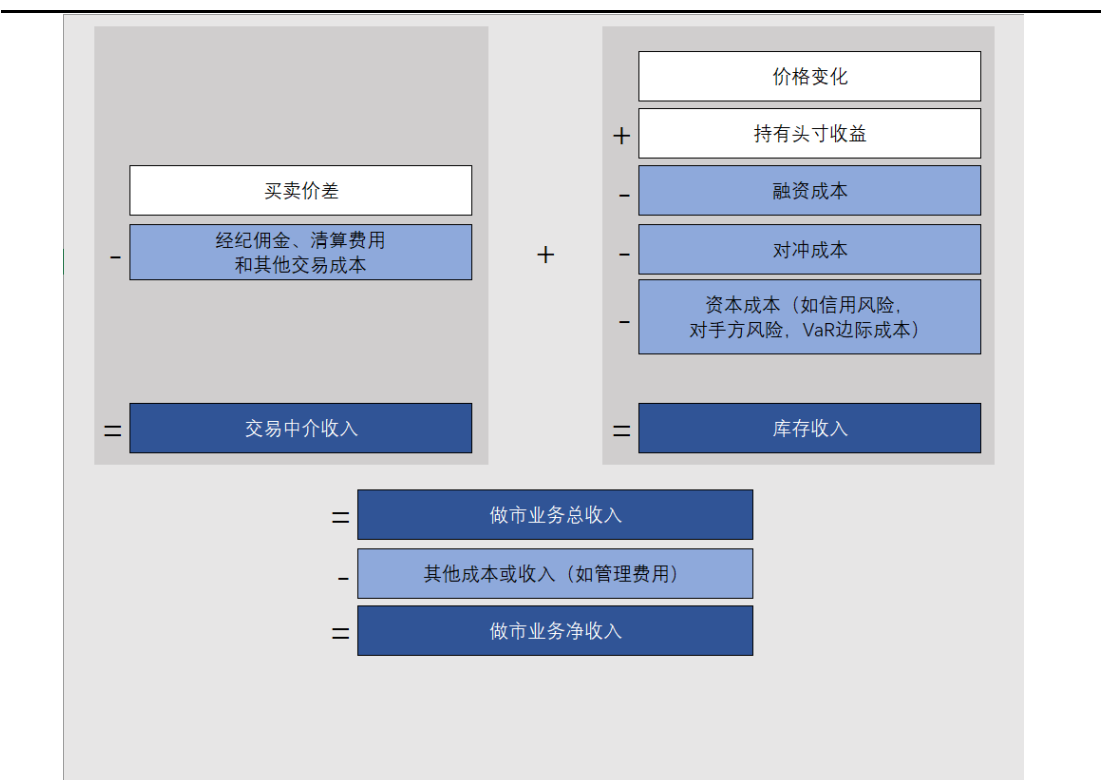 买卖价差
-
经纪佣金、清算费用
和其他交易成本
=
交易中介收入
+
价格变化
+
持有头寸收益
-
融资成本
-
对冲成本
-
资本成本（如信用风险，
对手方风险，VaR边际成本）
=
库存收入
=
做市业务总收入
-
其他成本或收入（如管理费用）
=
做市业务净收入